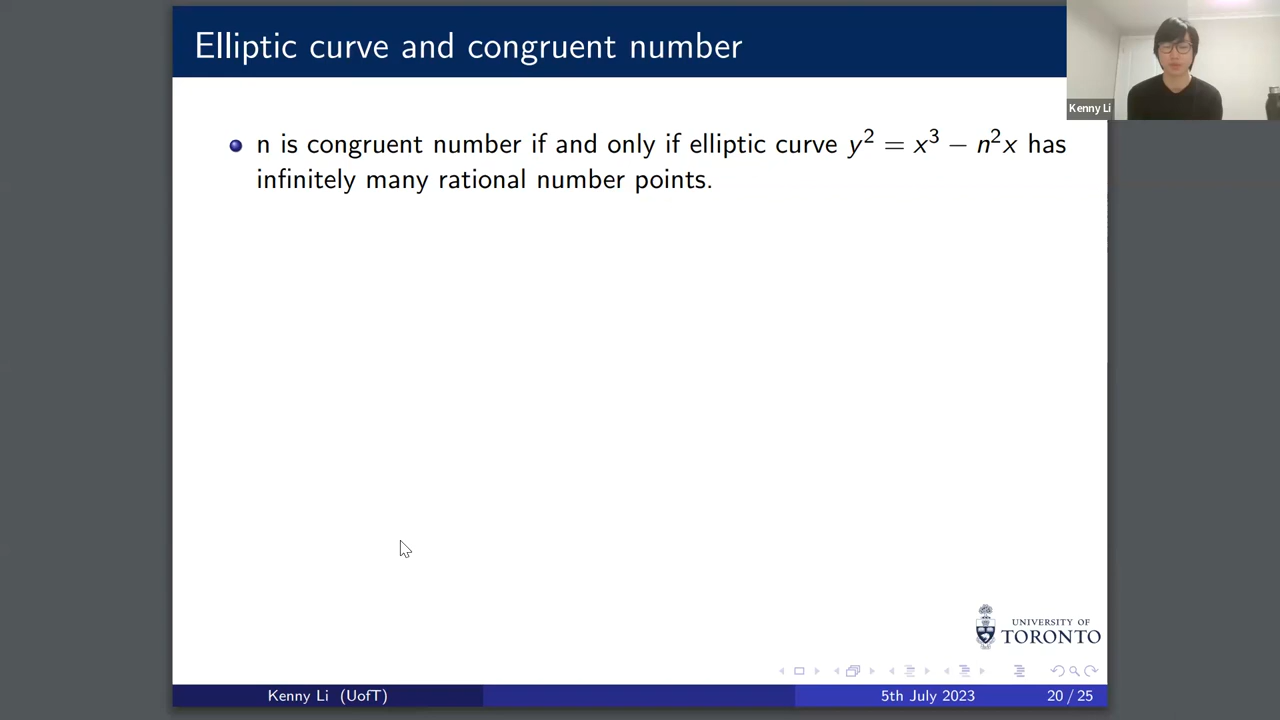 Elliptic curve and congruent number
Kenny Li
n is congruent number if and only if elliptic curve y² = x³ − n²x has
infinitely many rational number points.
UNIVERSITY OF
TORONTO
Kenny Li (UofT)
5th July 2023
20 / 25